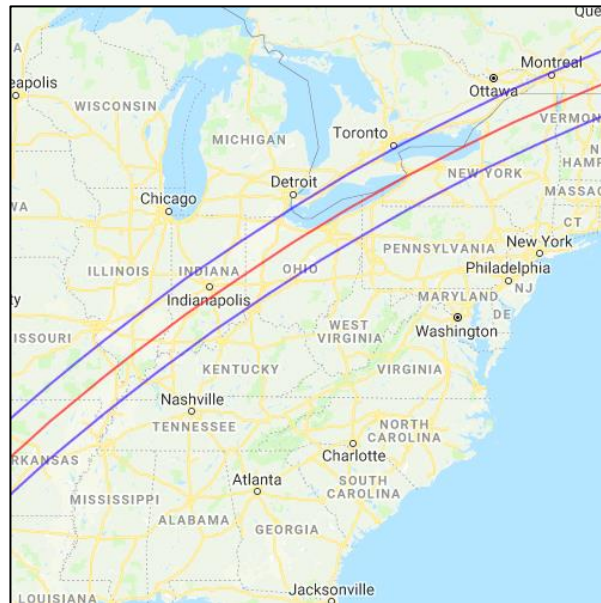 Que
Montreal
eapolis
Ottawa
WISCONSIN
VERMON
Toronto
MICHIGAN
N
HAMP
NEW YORK
Detroit
MASSAC
WA
Chicago
CT
PENNSYLVANIA
New York
ILLINOIS
INDIANA
OHIO
Philadelphia
Indianapolis
MARYLAND
NJ
ty
DE
WEST
VIRGINIA
Washington
ISSOURI
KENTUCKY
VIRGINIA
Nashville
TENNESSEE
NORTH
CAROLINA
RKANSAS
Charlotte
Atlanta
SOUTH
CAROLINA
MISSISSIPPI
ALABAMA
GEORGIA
Jacksonville
LOUISIANA